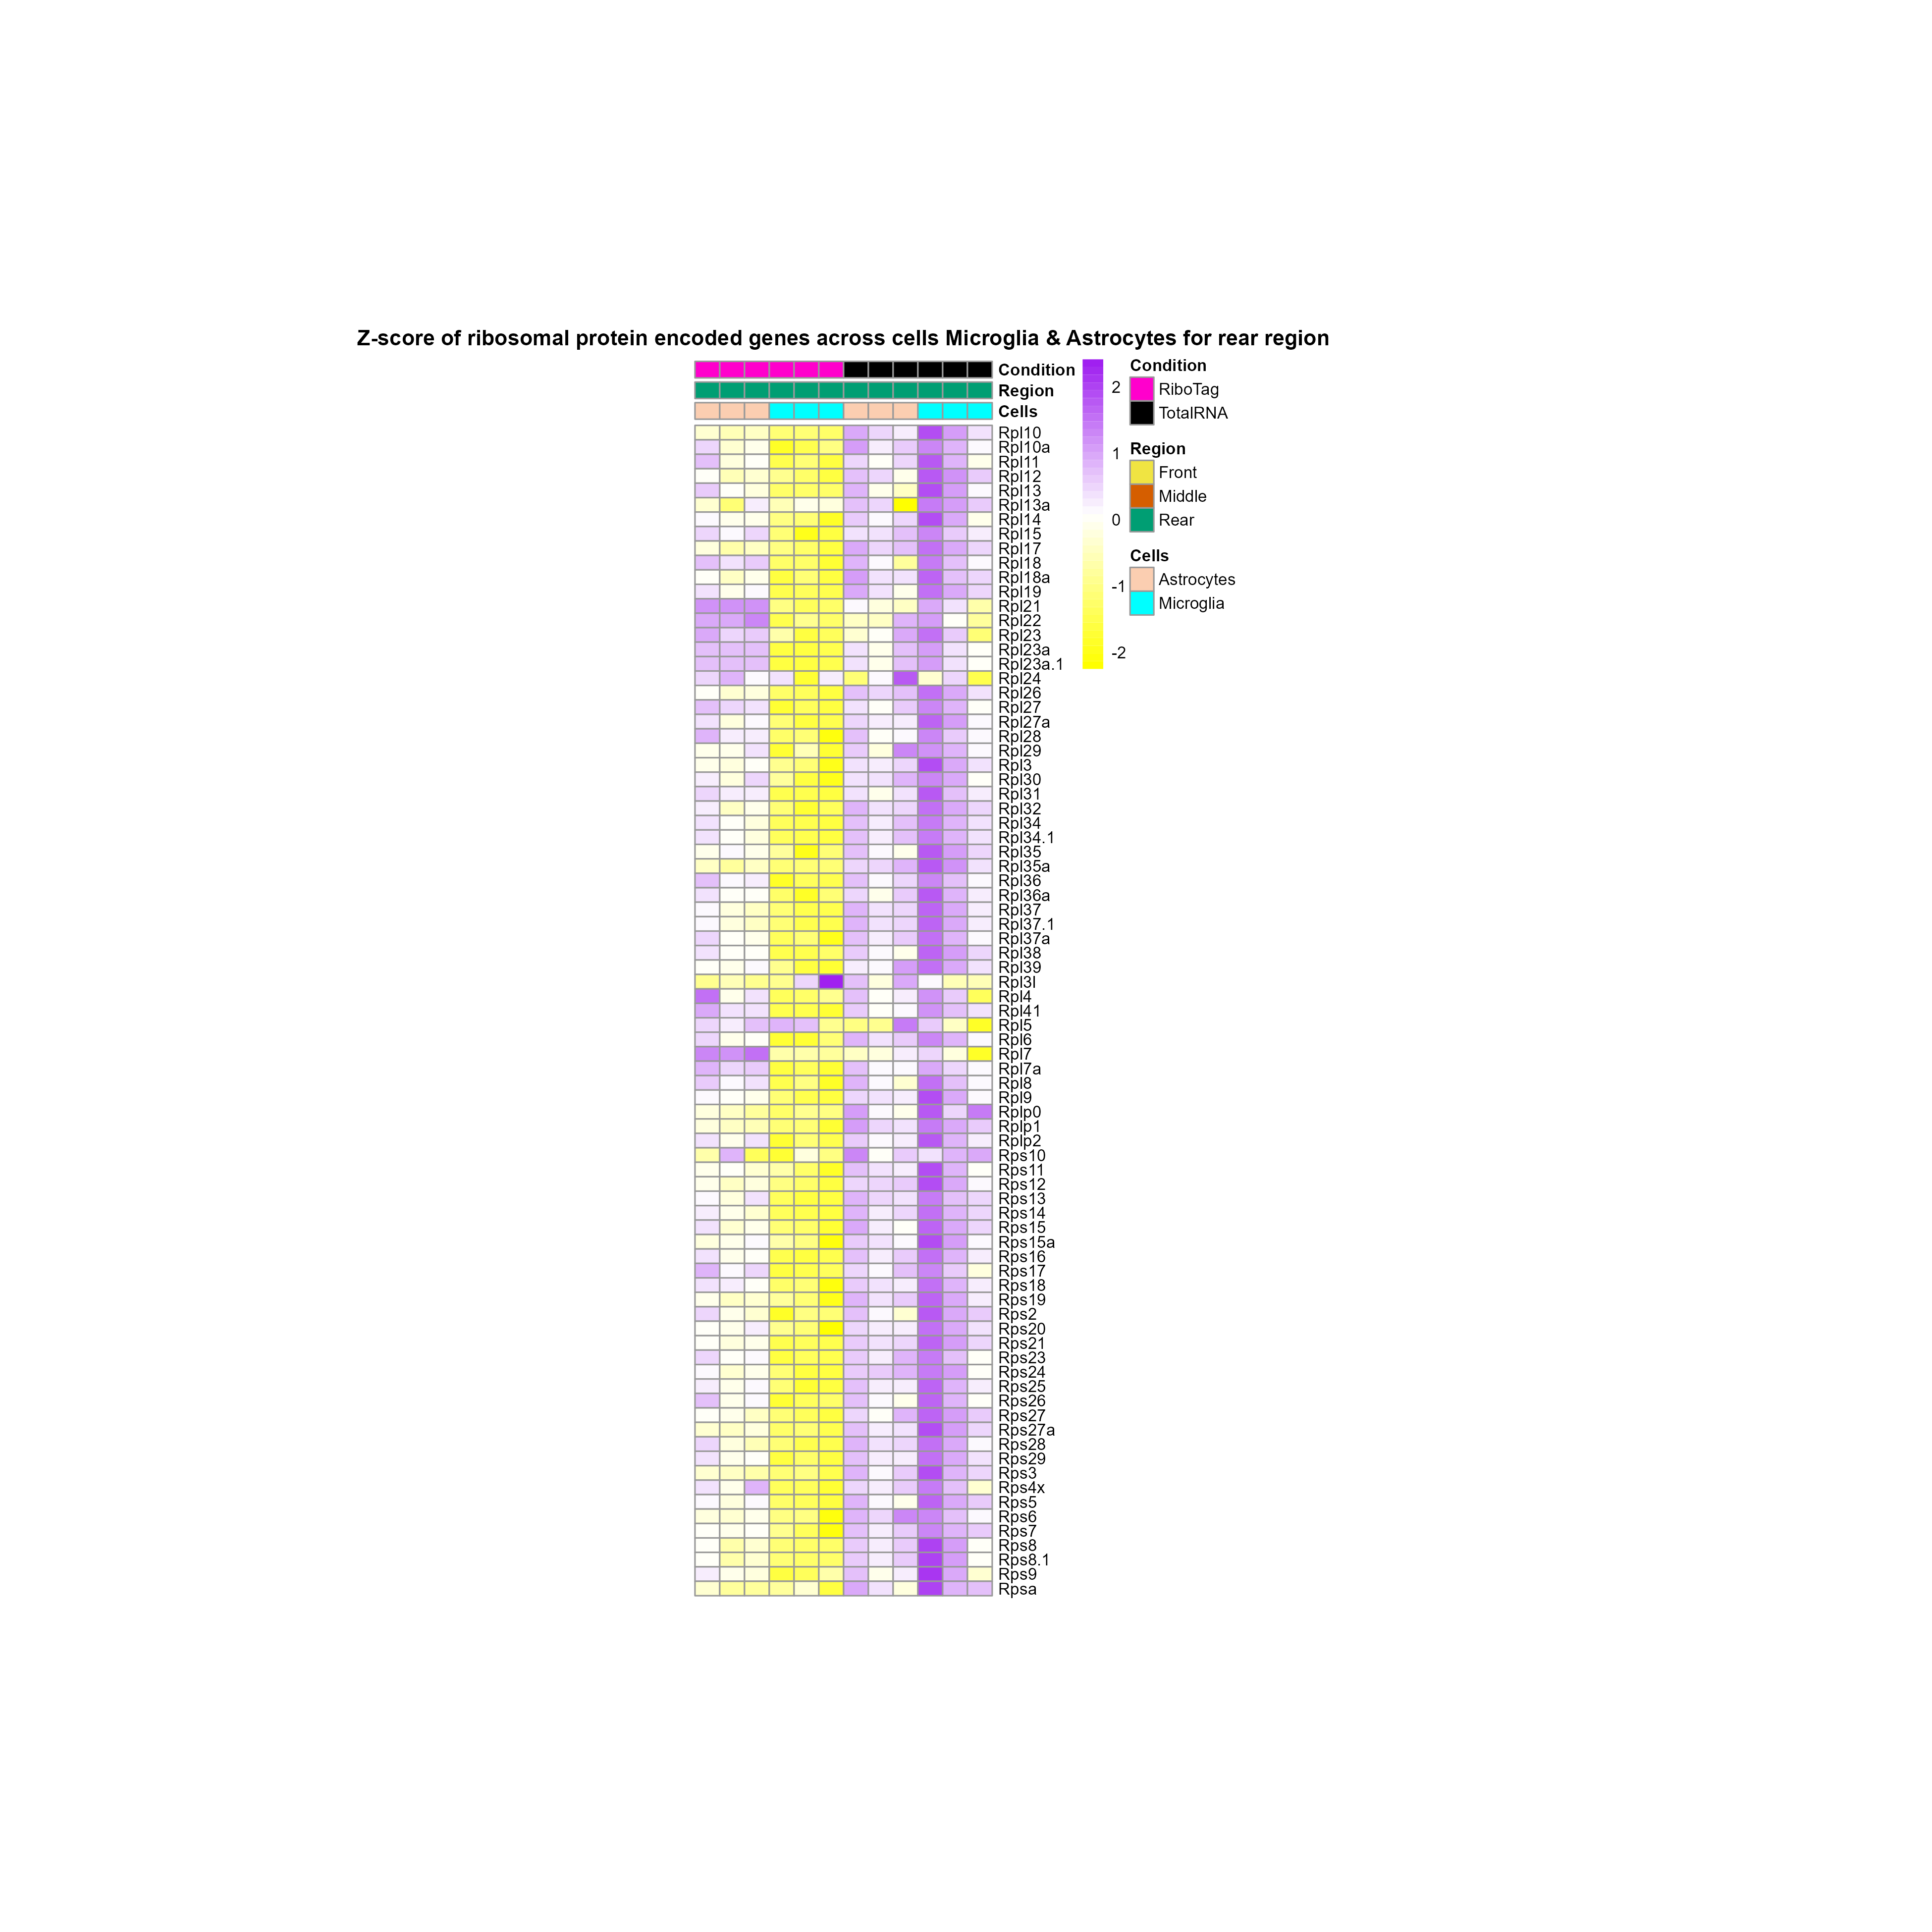 Z-score of ribosomal protein encoded genes across cells Microglia & Astrocytes for rear region
Condition
Region
Cells
Rpl10
Rpl10a
Rpl11
Rpl12
Rpl13
Rpl13a
Rpl14
Rpl15
Rpl17
Rpl18
Rpl18a
Rpl19
Rpl21
Rpl22
Rpl23
Rpl23a
Rpl23a.1
Rpl24
Rpl26
Rpl27
Rpl27a
Rpl28
Rpl29
Rpl3
Rpl30
Rpl31
Rpl32
Rpl34
Rpl34.1
Rpl35
Rpl35a
Rpl36
Rpl36a
Rpl37
Rpl37.1
Rpl37a
Rpl38
Rpl39
Rpl3l
Rpl4
Rpl41
Rpl5
Rpl6
Rpl7
Rpl7a
Rpl8
Rpl9
Rplp0
Rplp1
Rplp2
Rps10
Rps11
Rps12
Rps13
Rps14
Rps15
Rps15a
Rps16
Rps17
Rps18
Rps19
Rps2
Rps20
Rps21
Rps23
Rps24
Rps25
Rps26
Rps27
Rps27a
Rps28
Rps29
Rps3
Rps4x
Rps5
Rps6
Rps7
Rps8
Rps8.1
Rps9
Rpsa
2
1
0
-1
-2
Condition
RiboTag
TotalRNA
Region
Front
Middle
Rear
Cells
Astrocytes
Microglia